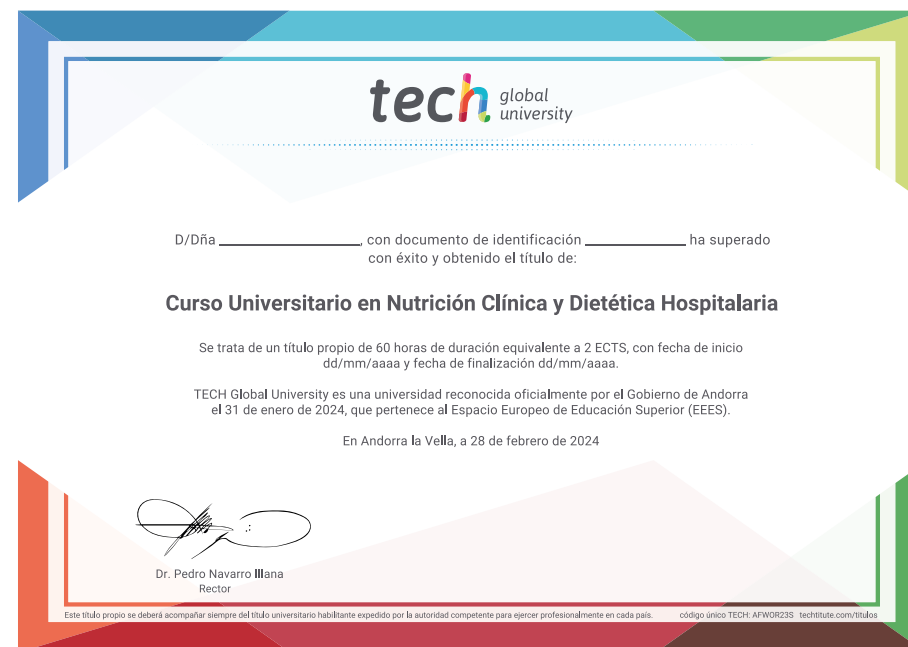 tech global
university
D/Dña ____________________, con documento de identificación ______________ ha superado
con éxito y obtenido el título de:
Curso Universitario en Nutrición Clínica y Dietética Hospitalaria
Se trata de un título propio de 60 horas de duración equivalente a 2 ECTS, con fecha de inicio
dd/mm/aaaa y fecha de finalización dd/mm/aaaa.
TECH Global University es una universidad reconocida oficialmente por el Gobierno de Andorra
el 31 de enero de 2024, que pertenece al Espacio Europeo de Educación Superior (EEES).
En Andorra la Vella, a 28 de febrero de 2024
Dr. Pedro Navarro Illana
Rector
Este título propio se deberá acompañar siempre del título universitario habilitante expedido por la autoridad competente para ejercer profesionalmente en cada país. código único TECH: AFWOR23S techtitute.com/titulos